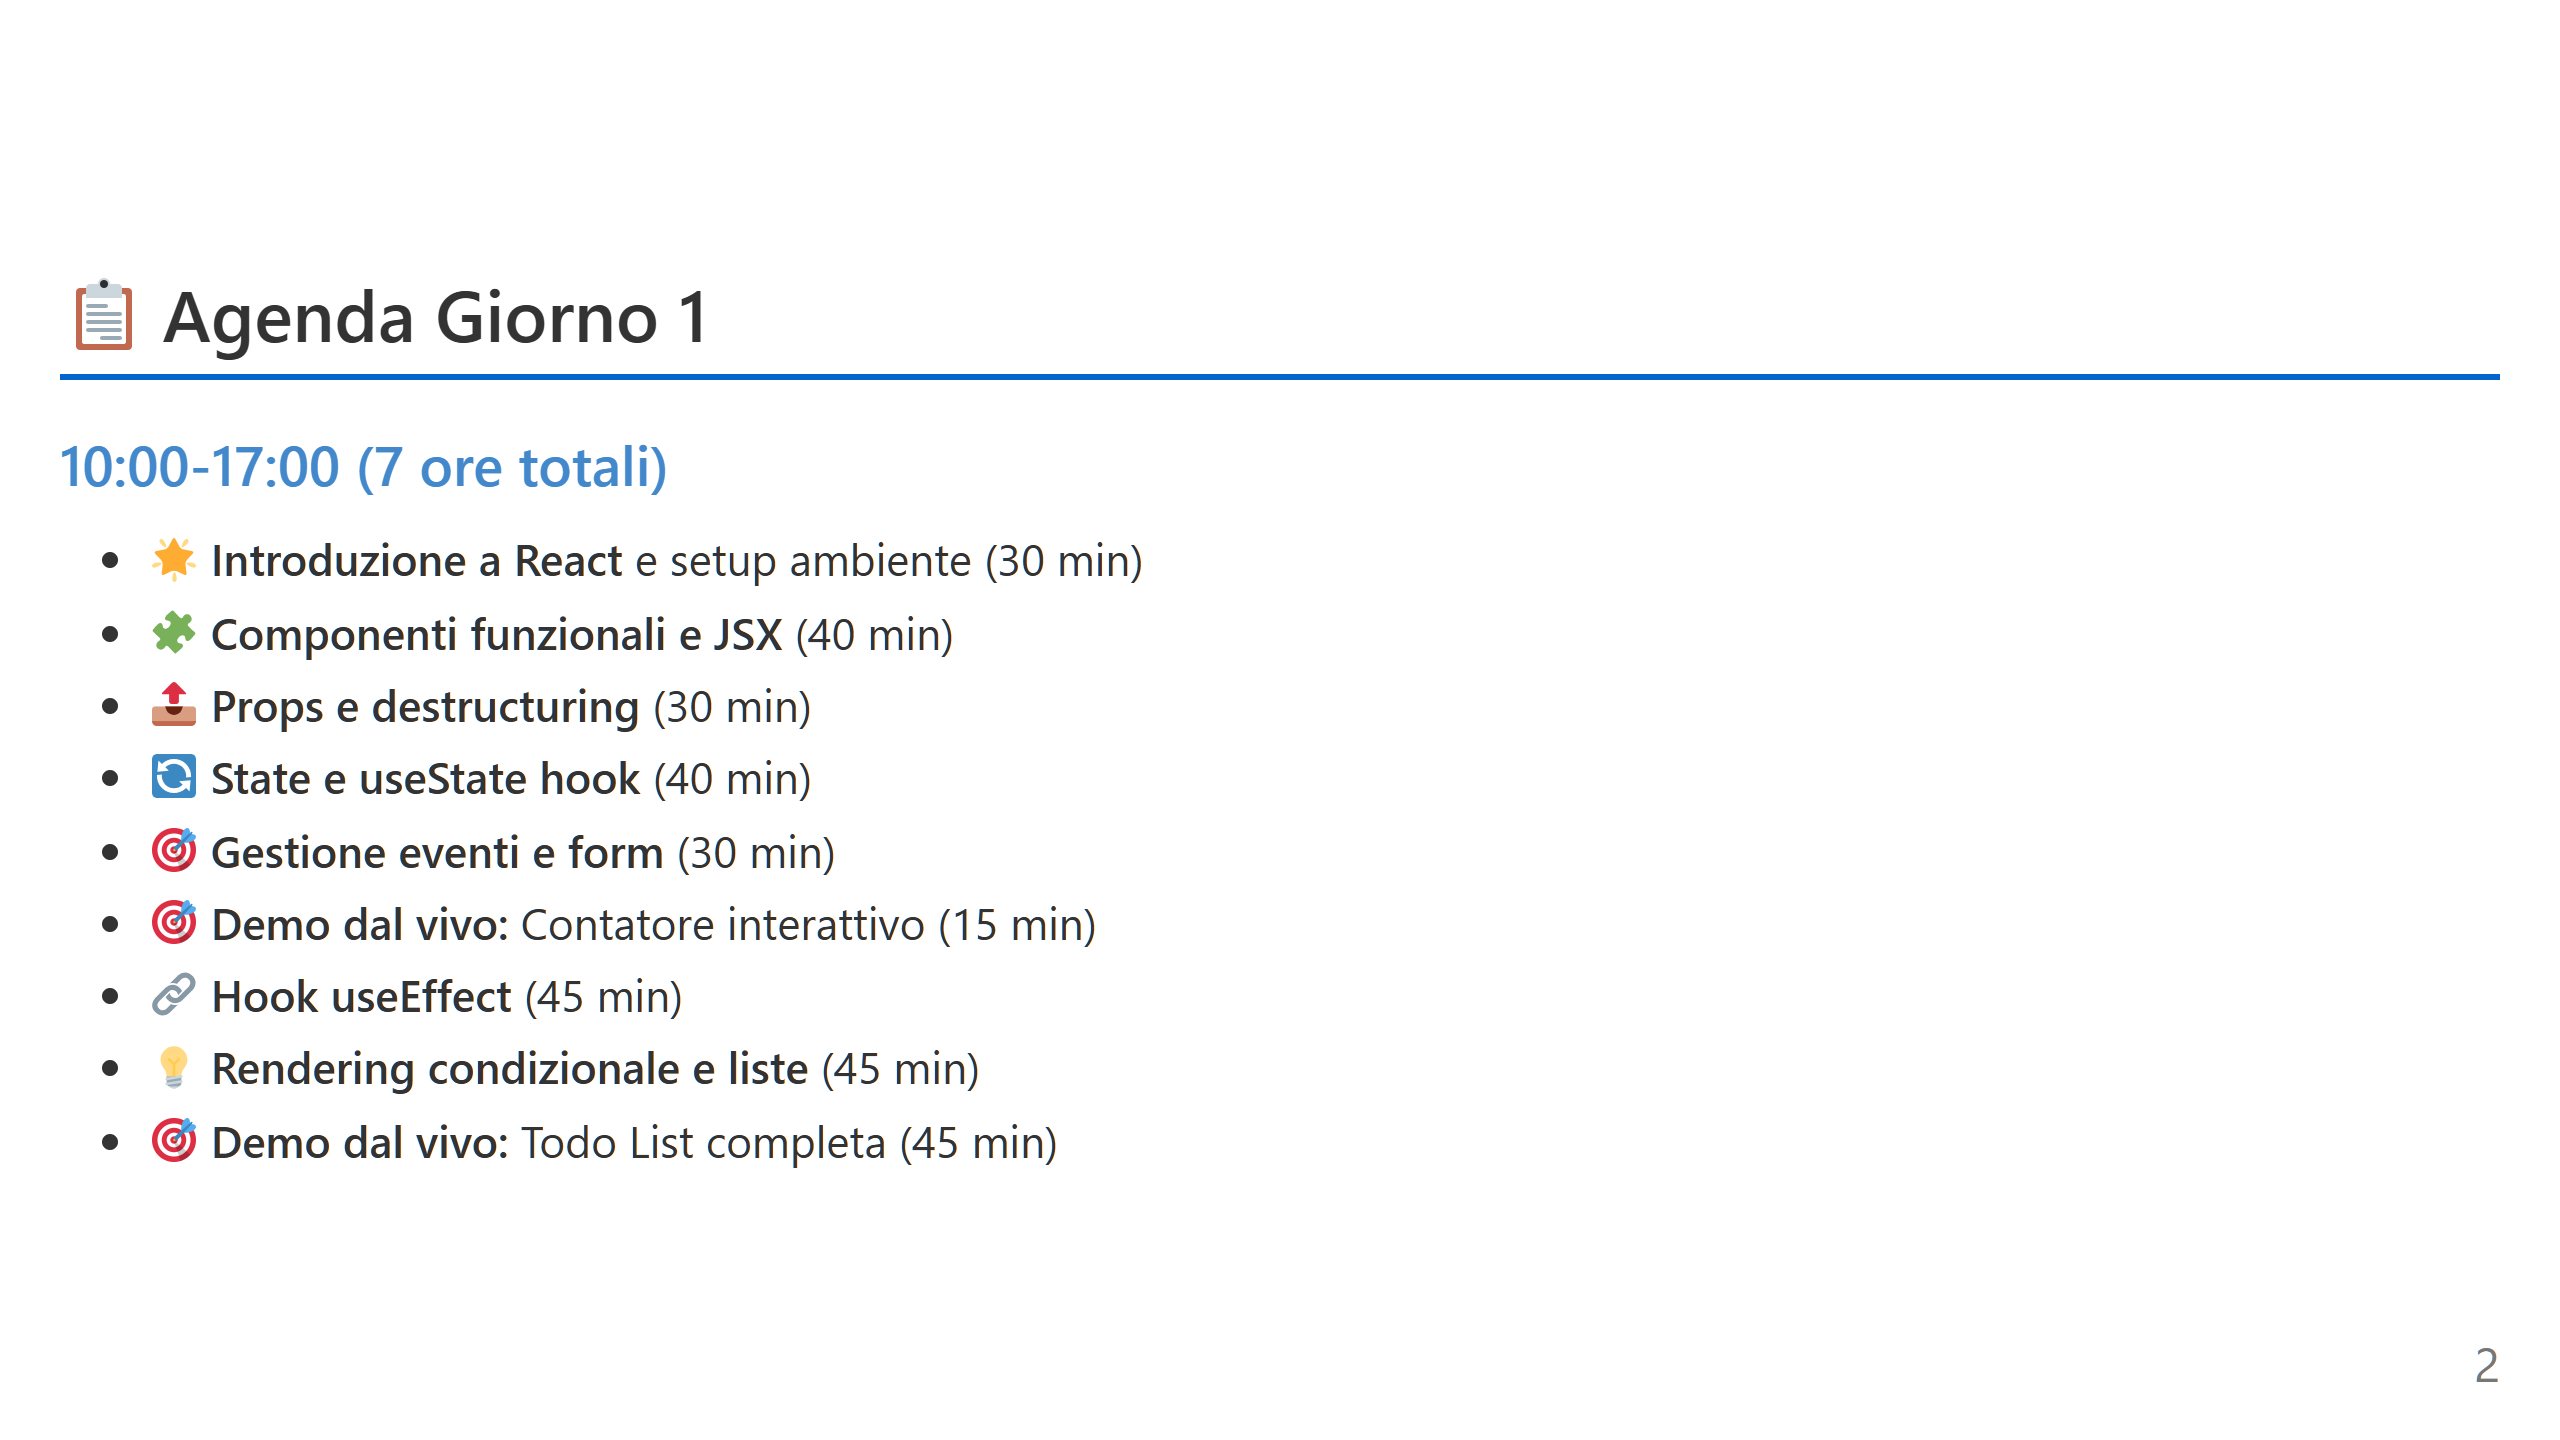 📋 Agenda Giorno 1
10:00-17:00 (7 ore totali)
• 🌟 Introduzione a React e setup ambiente (30 min)
• 🧩 Componenti funzionali e JSX (40 min)
• 📤 Props e destructuring (30 min)
• 🔄 State e useState hook (40 min)
• 🎯 Gestione eventi e form (30 min)
• 🎯 Demo dal vivo: Contatore interattivo (15 min)
• 🔗 Hook useEffect (45 min)
• 💡 Rendering condizionale e liste (45 min)
• 🎯 Demo dal vivo: Todo List completa (45 min)
2